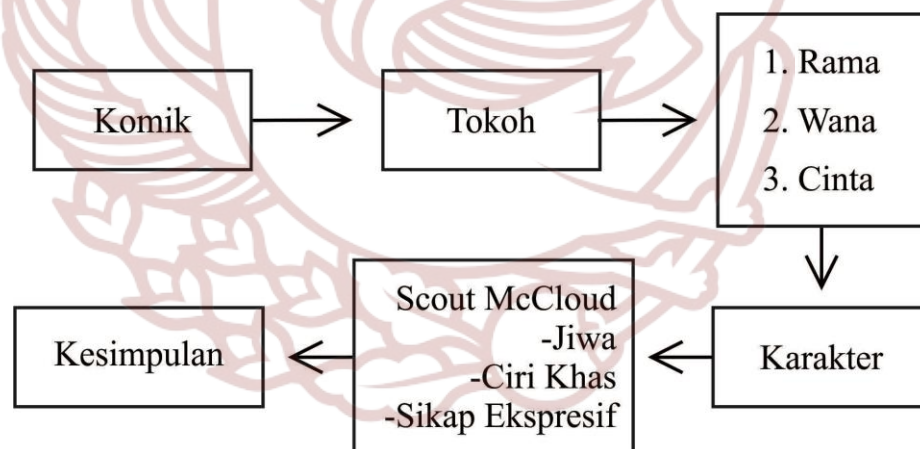 Komik
Tokoh
1. Rama
2. Wana
3. Cinta
Karakter
Scout McCloud
-Jiwa
-Ciri Khas
-Sikap Ekspresif
Kesimpulan